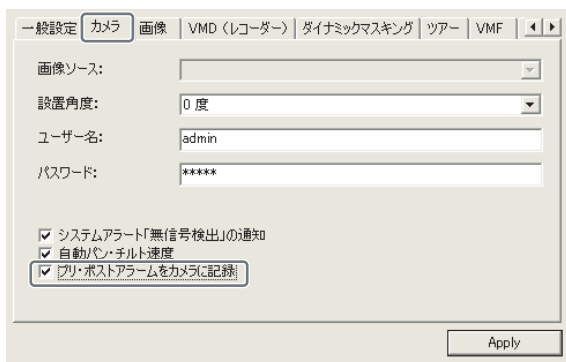 一般設定 カメラ 画像 VMD（レコーダー） ダイナミックマスキング ツアー VMF
画像ソース:
設置角度: 0 度
ユーザー名: admin
パスワード: *****
システムアラート「無信号検出」の通知
自動パン・チルト速度
プリ・ポストアラームをカメラに記録
Apply